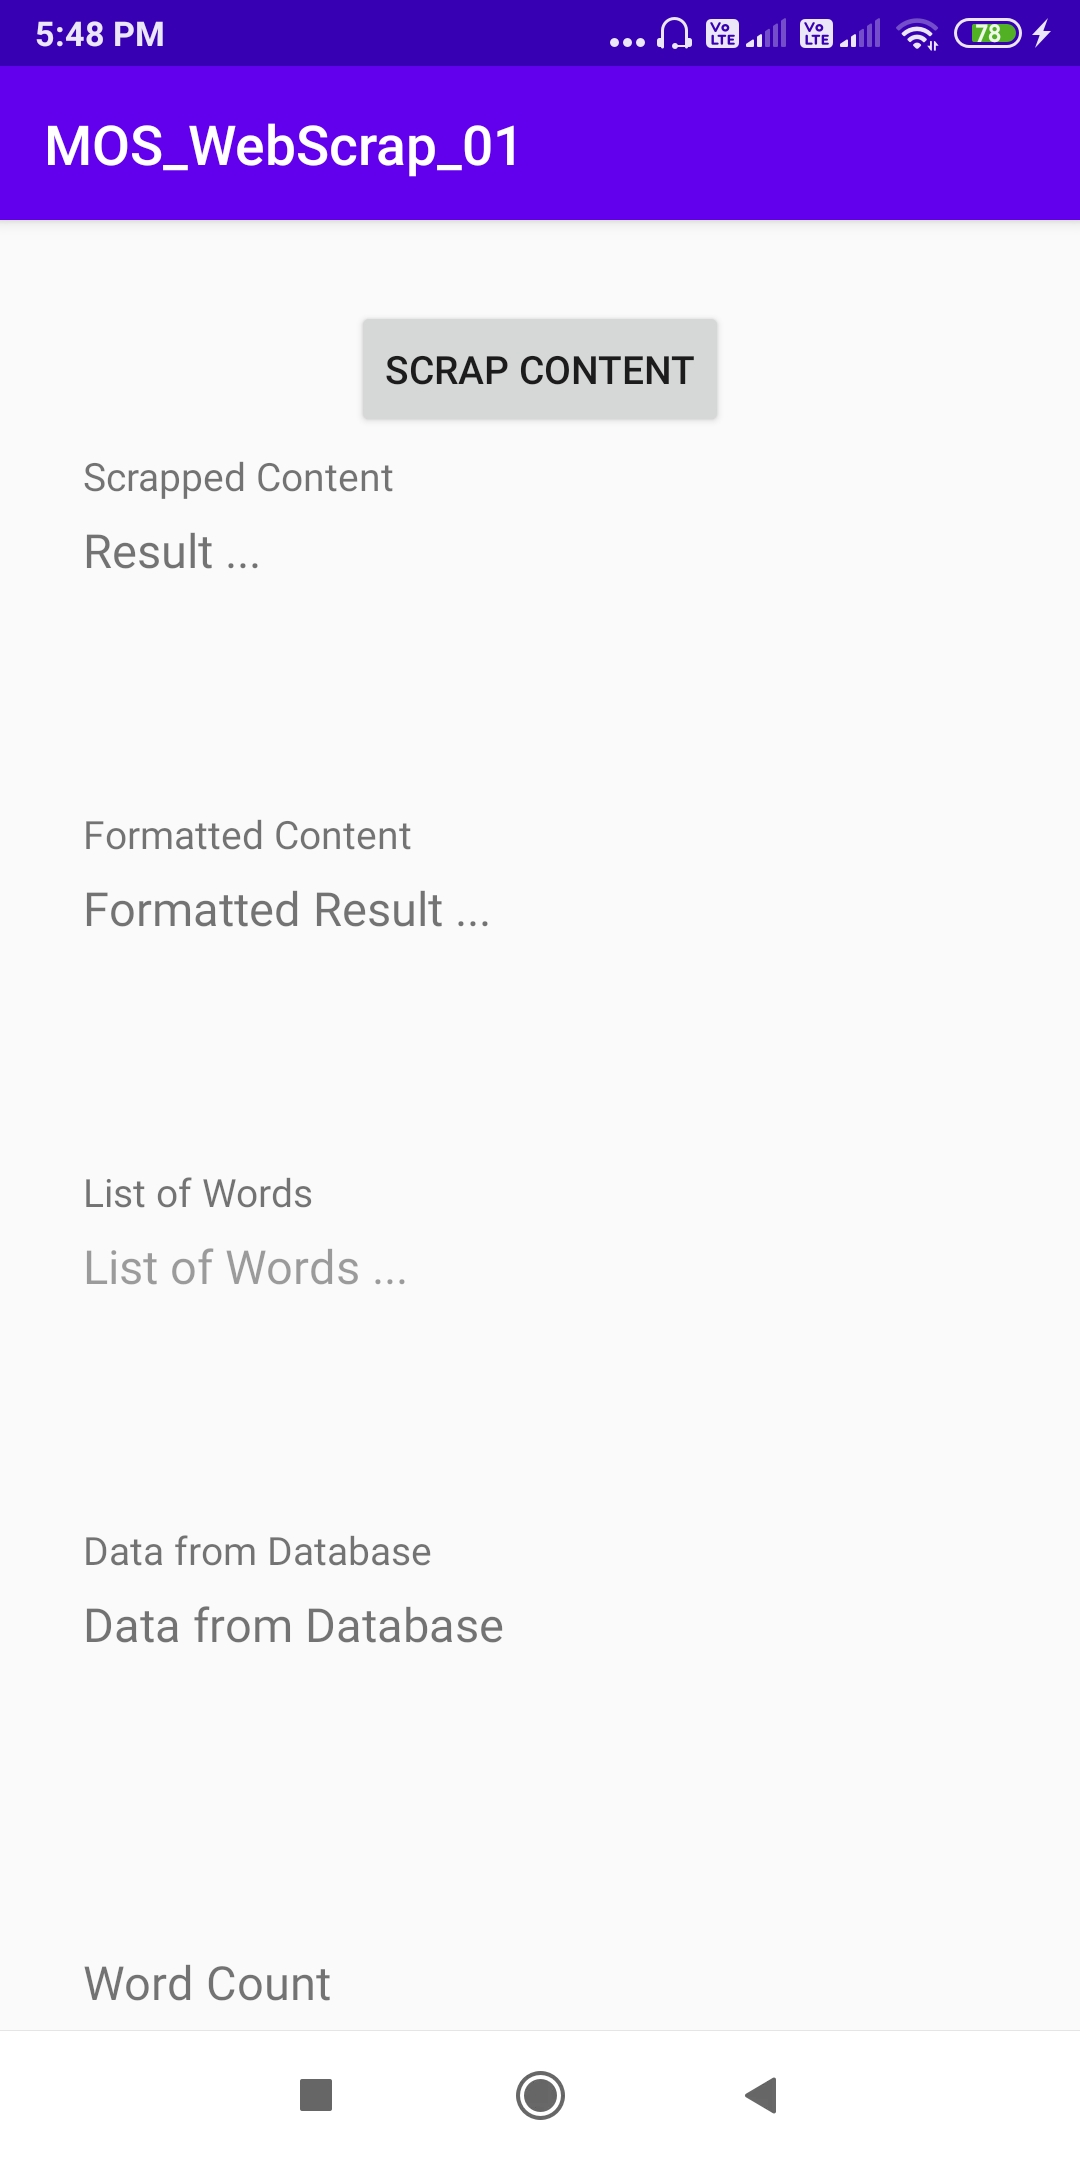 5:48 PM
Vo LTE
Vo LTE
78
MOS_WebScrap_01
SCRAP CONTENT
Scrapped Content
Result ...
Formatted Content
Formatted Result ...
List of Words
List of Words ...
Data from Database
Data from Database
Word Count